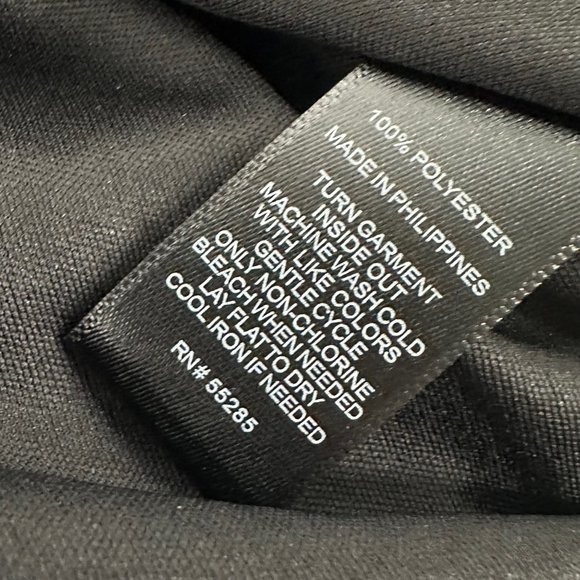 100% POLYESTER
MADE IN PHILIPPINES
TURN GARMENT
INSIDE OUT
MACHINE WASH COLD
WITH LIKE COLORS
GENTLE CYCLE
ONLY NON-CHLORINE
BLEACH WHEN NEEDED
LAY FLAT TO DRY
COOL IRON IF NEEDED
RN# 55285